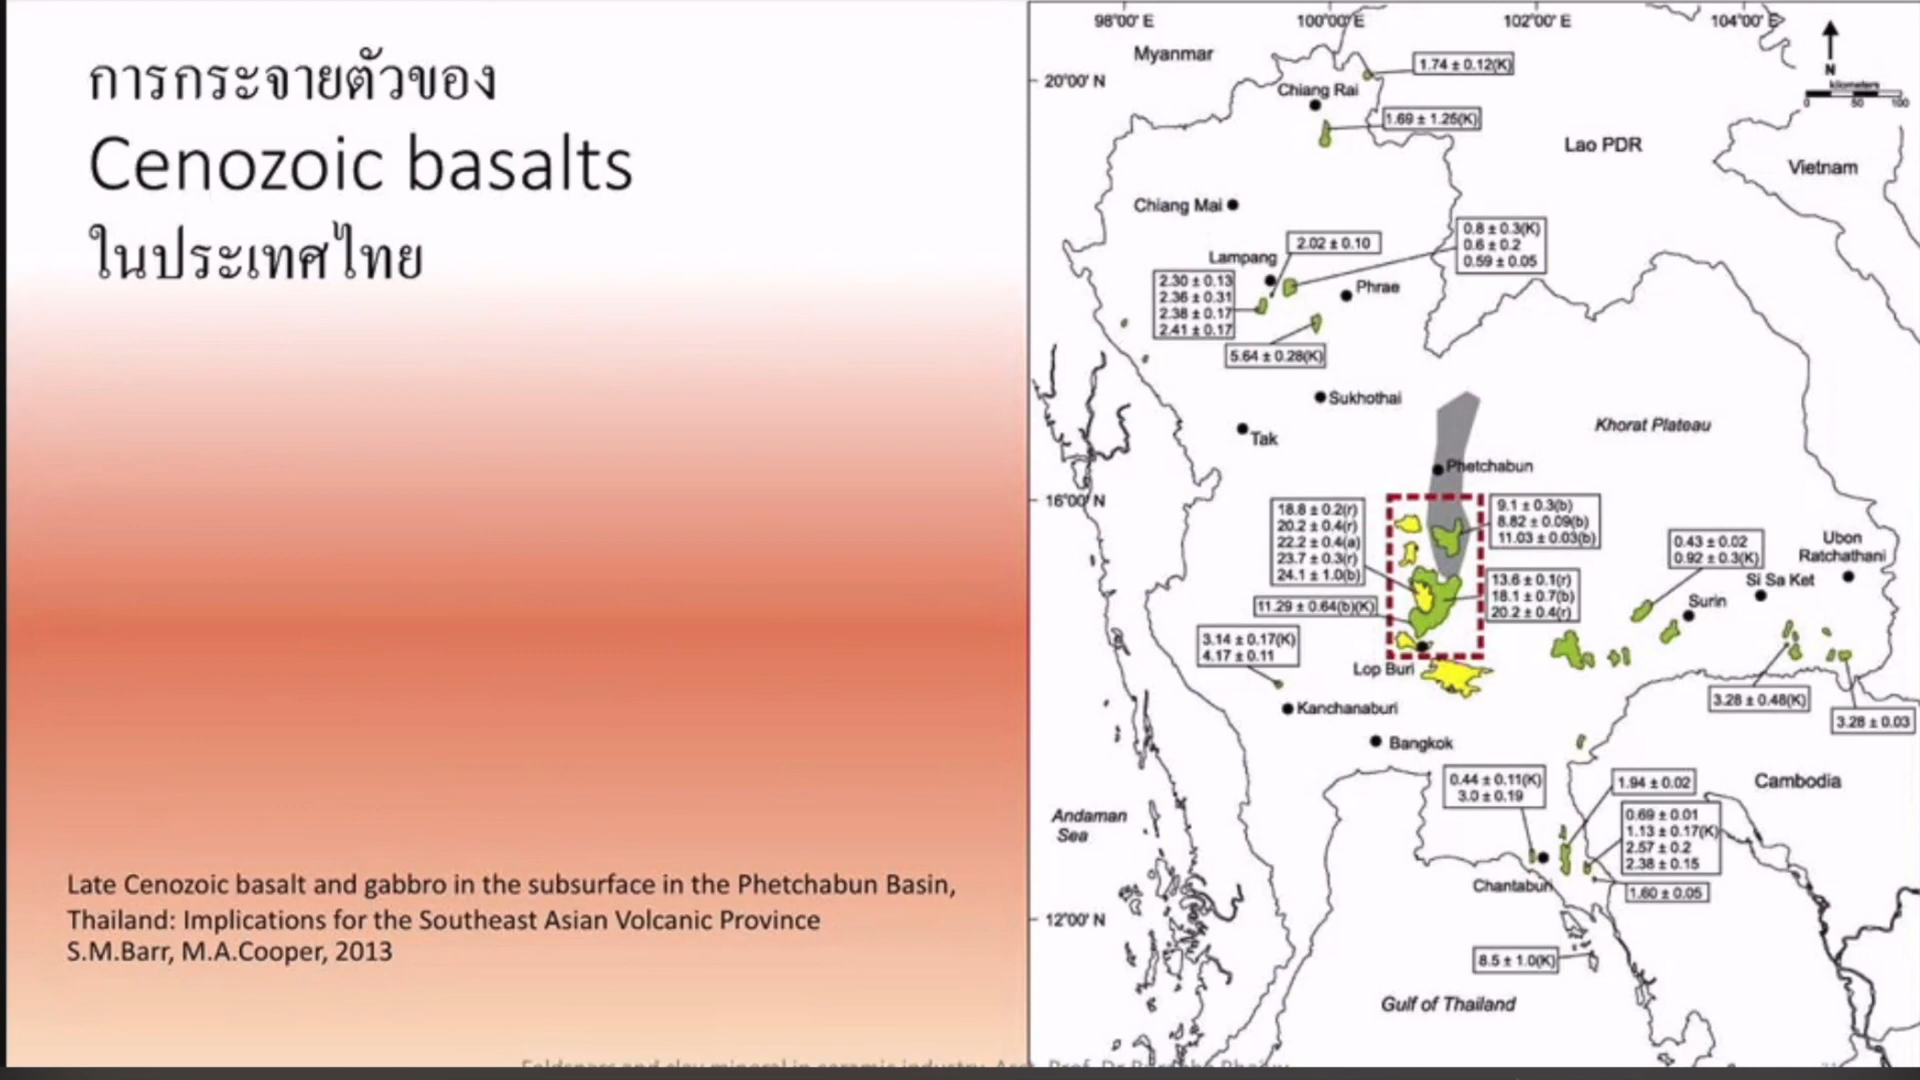 การกระจายตัวของ
Cenozoic basalts
ในประเทศไทย
Late Cenozoic basalt and gabbro in the subsurface in the Phetchabun Basin,
Thailand: Implications for the Southeast Asian Volcanic Province
S.M.Barr, M.A.Cooper, 2013
98°00' E
100°00' E
102°00' E
104°00' E
Myanmar
1.74 ± 0.12(K)
N
20°00' N
kilometers
0 50 100
Chiang Rai
1.69 ± 1.25(K)
Lao PDR
Vietnam
Chiang Mai
0.8 ± 0.3(K)
0.6 ± 0.2
0.59 ± 0.05
2.02 ± 0.10
Lampang
2.30 ± 0.13
2.36 ± 0.31
2.38 ± 0.17
2.41 ± 0.17
Phrae
5.64 ± 0.28(K)
Sukhothai
Tak
Khorat Plateau
Phetchabun
16°00' N
18.8 ± 0.2(r)
20.2 ± 0.4(r)
22.2 ± 0.4(a)
23.7 ± 0.3(r)
24.1 ± 1.0(b)
9.1 ± 0.3(b)
8.82 ± 0.09(b)
11.03 ± 0.03(b)
0.43 ± 0.02
0.92 ± 0.3(K)
Ubon
Ratchathani
Si Sa Ket
Surin
13.6 ± 0.1(r)
18.1 ± 0.7(b)
20.2 ± 0.4(r)
11.29 ± 0.64(b)(K)
3.14 ± 0.17(K)
4.17 ± 0.11
Lop Buri
3.28 ± 0.48(K)
3.28 ± 0.03
Kanchanaburi
Bangkok
0.44 ± 0.11(K)
3.0 ± 0.19
1.94 ± 0.02
Cambodia
Andaman
Sea
0.69 ± 0.01
1.13 ± 0.17(K)
2.57 ± 0.2
2.38 ± 0.15
Chantaburi
1.60 ± 0.05
12°00' N
8.5 ± 1.0(K)
Gulf of Thailand
Feldspars and clay mineral in ceramic industry, Prof. Dr